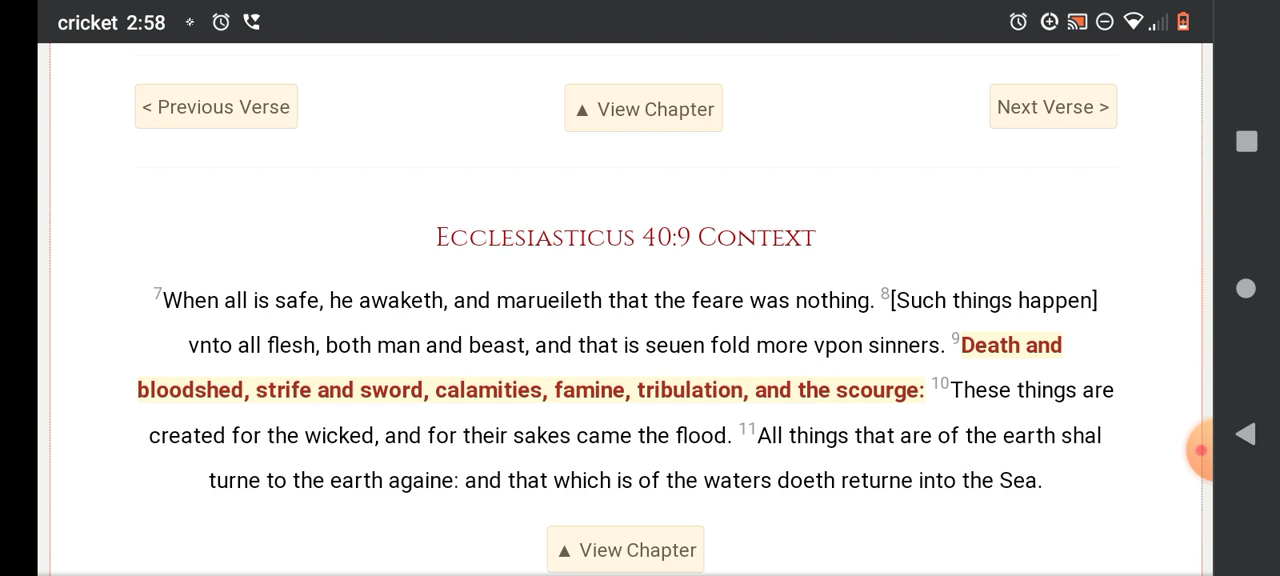 cricket 2:58
< Previous Verse
▲ View Chapter
Next Verse >
Ecclesiasticus 40:9 Context
7When all is safe, he awaketh, and marueileth that the feare was nothing. 8[Such things happen]
vnto all flesh, both man and beast, and that is seuen fold more vpon sinners. 9Death and
bloodshed, strife and sword, calamities, famine, tribulation, and the scourge: 10These things are
created for the wicked, and for their sakes came the flood. 11All things that are of the earth shal
turne to the earth againe: and that which is of the waters doeth returne into the Sea.
▲ View Chapter